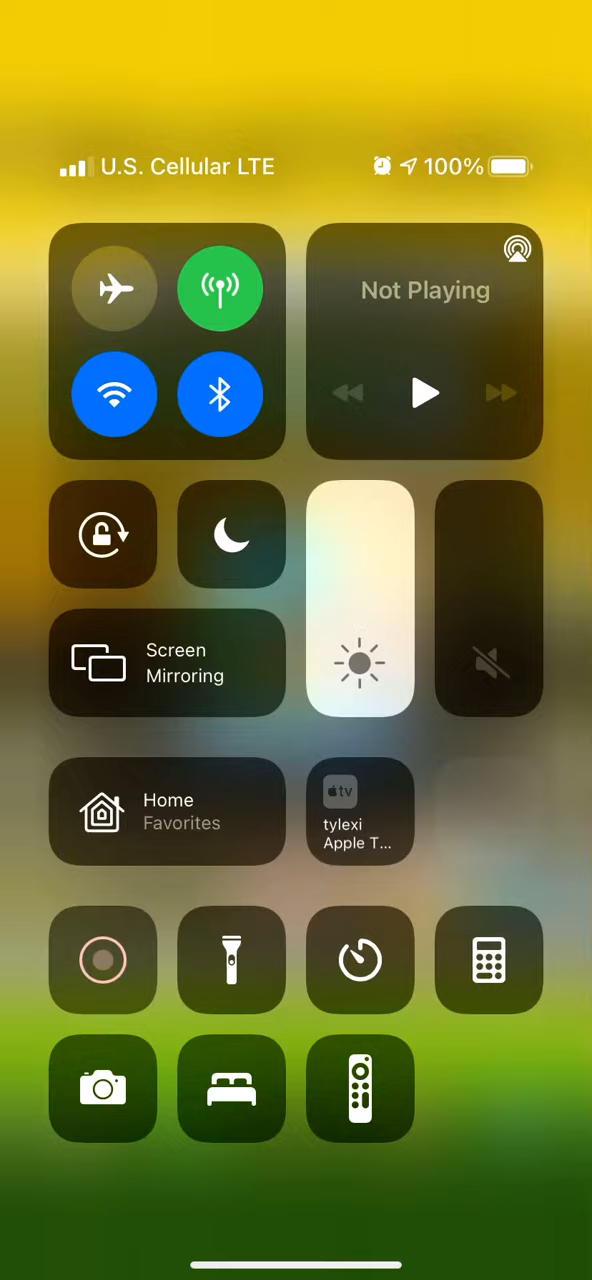 U.S. Cellular LTE
100%
Not Playing
Screen
Mirroring
Home
Favorites
tv
tylexi
Apple T...